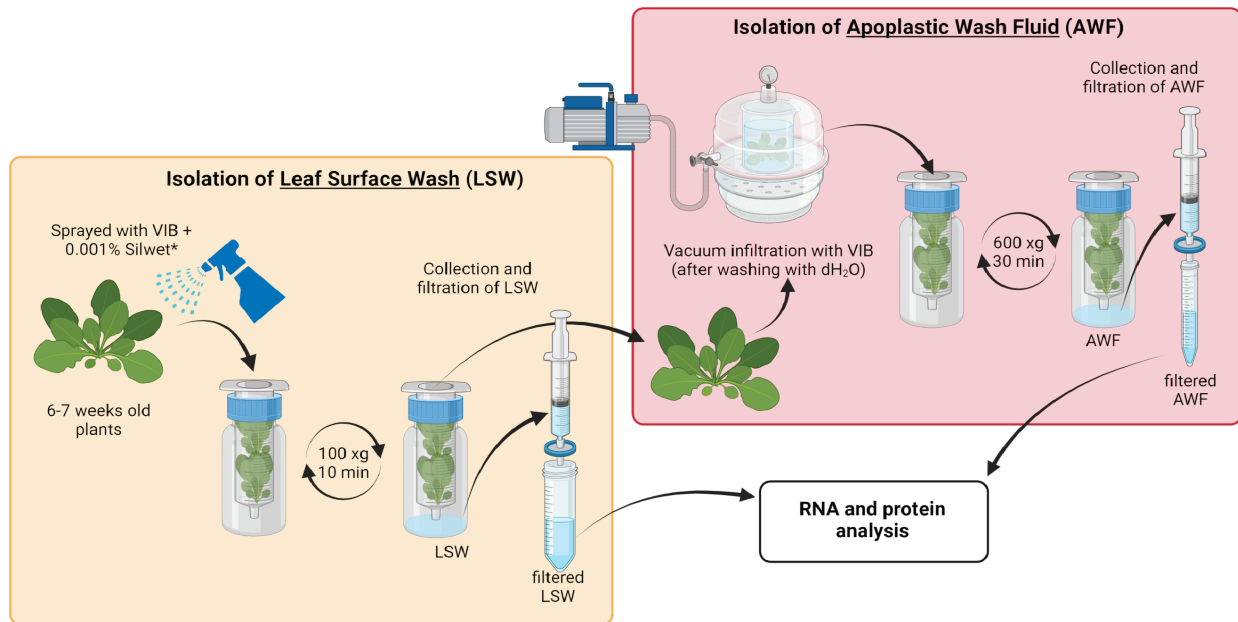 Isolation of Leaf Surface Wash (LSW)
Sprayed with VIB +
0.001% Silwet*
6-7 weeks old
plants
100 xg
10 min
Collection and
filtration of LSW
LSW
filtered
LSW
Isolation of Apoplastic Wash Fluid (AWF)
Vacuum infiltration with VIB
(after washing with dH₂O)
600 xg
30 min
Collection and
filtration of AWF
AWF
filtered
AWF
RNA and protein
analysis